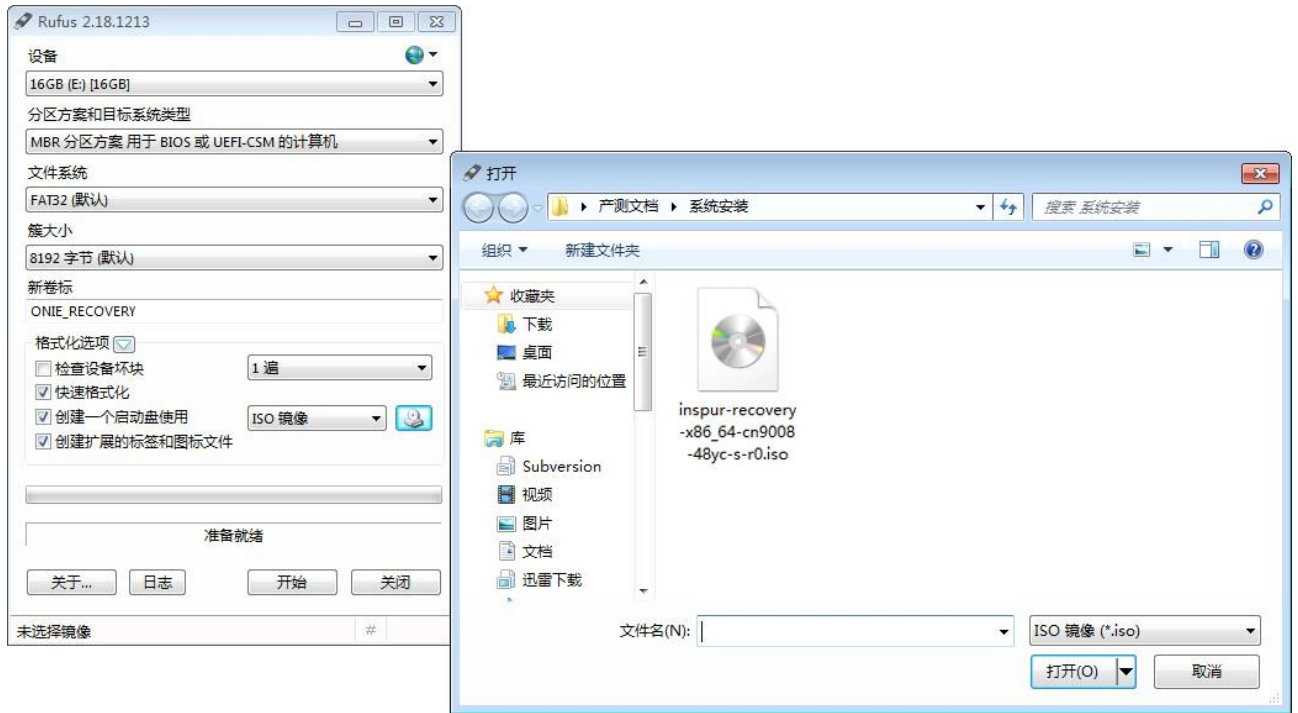 Rufus 2.18.1213
设备
16GB (E:) [16GB]
分区方案和目标系统类型
MBR 分区方案 用于 BIOS 或 UEFI-CSM 的计算机
文件系统
FAT32 (默认)
簇大小
8192 字节 (默认)
新卷标
ONIE_RECOVERY
格式化选项
检查设备坏块 1 遍
快速格式化
创建一个启动盘使用 ISO 镜像
创建扩展的标签和图标文件
准备就绪
关于... 日志 开始 关闭
未选择镜像 #
打开
产测文档 系统安装 搜索 系统安装
组织 新建文件夹
收藏夹
下载
桌面
最近访问的位置
库
Subversion
视频
图片
文档
迅雷下载
inspur-recovery
-x86_64-cn9008
-48yc-s-r0.iso
文件名(N): ISO 镜像 (*.iso)
打开(O) 取消